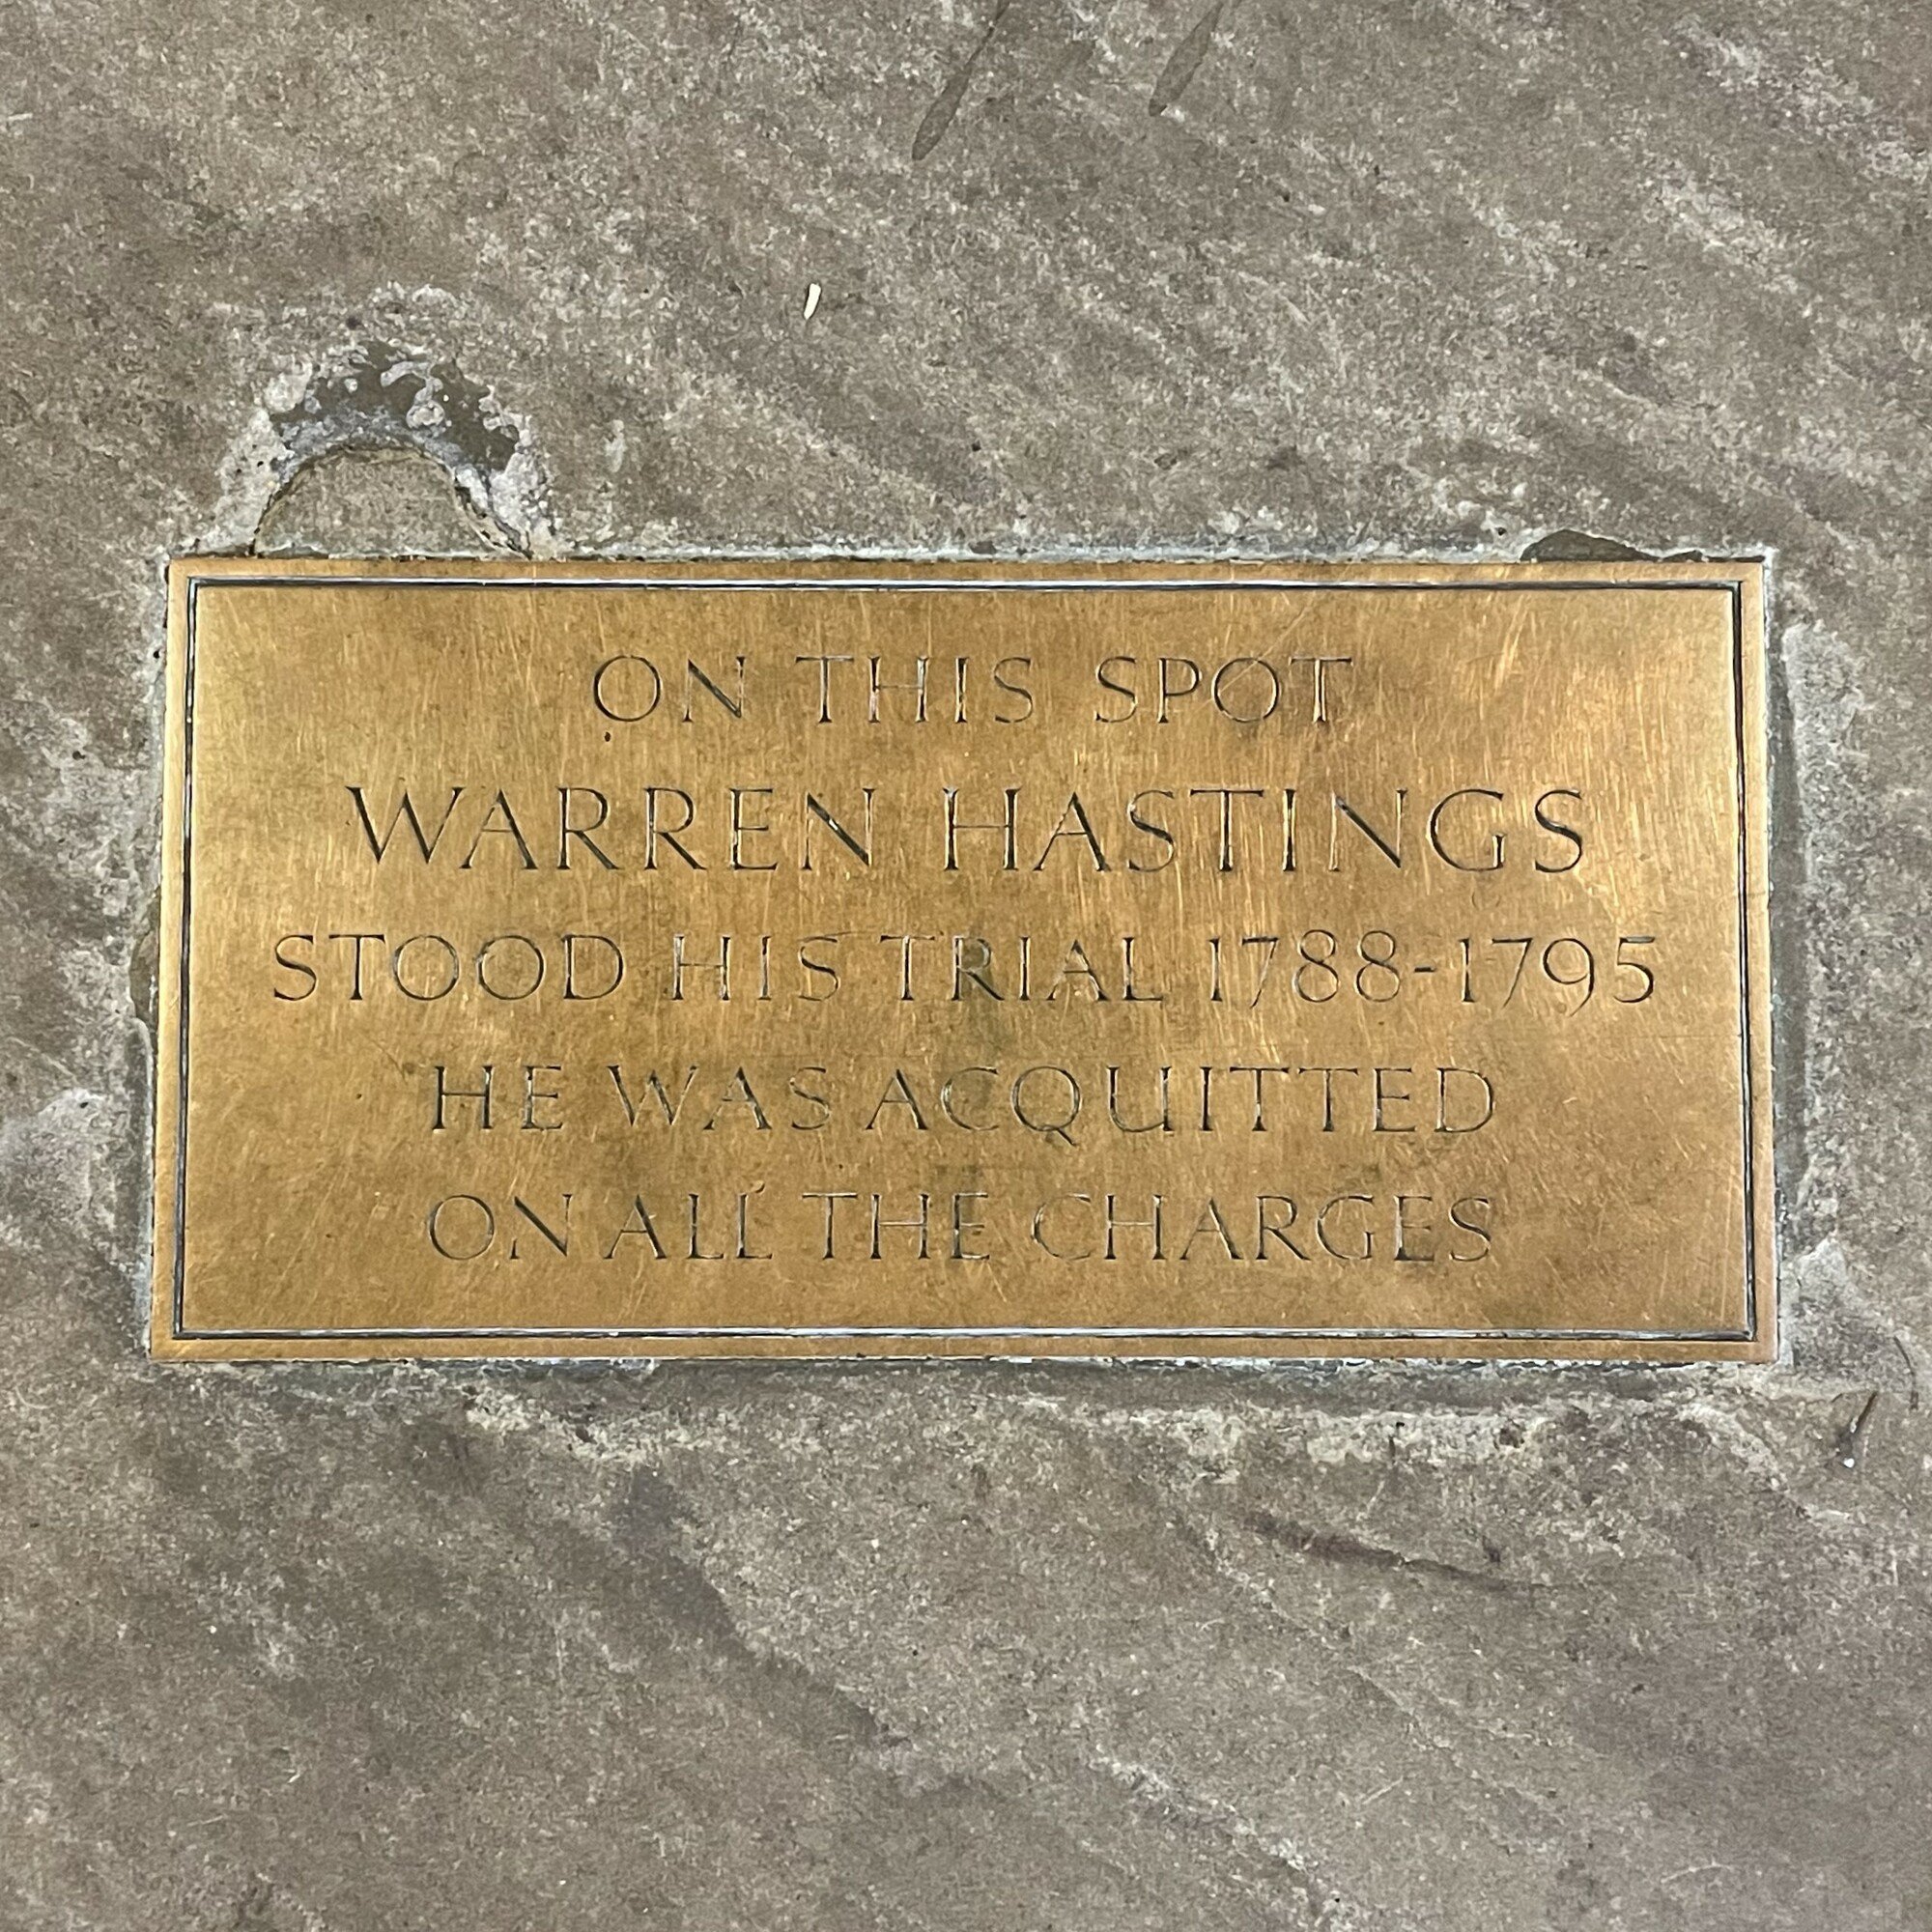 ON THIS SPOT
WARREN HASTINGS
STOOD HIS TRIAL 1788-1795
HE WAS ACQUITTED
ON ALL THE CHARGES